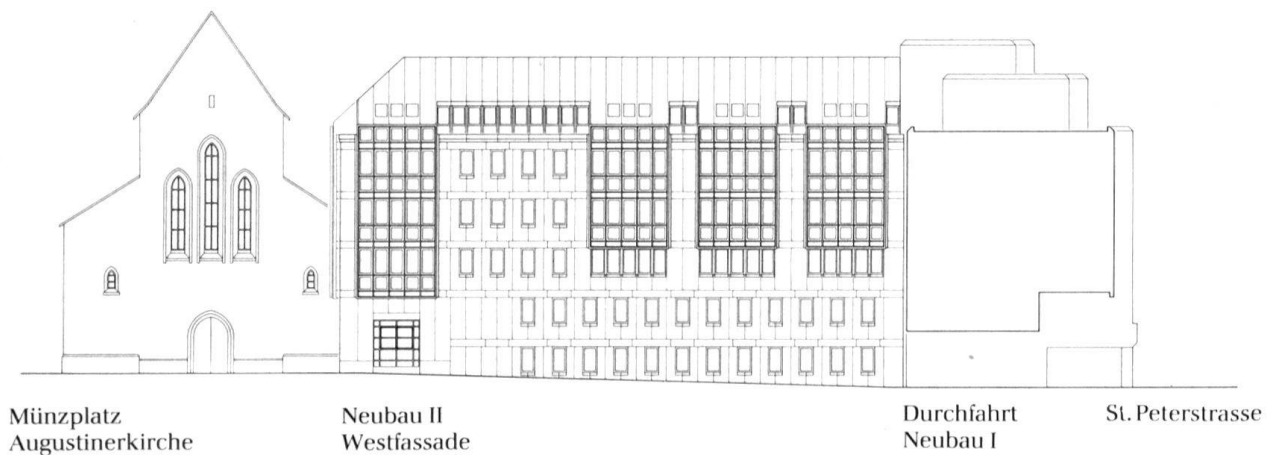 Münzplatz
Augustinerkirche
Neubau II
Westfassade
Durchfahrt
Neubau I
St. Peterstrasse